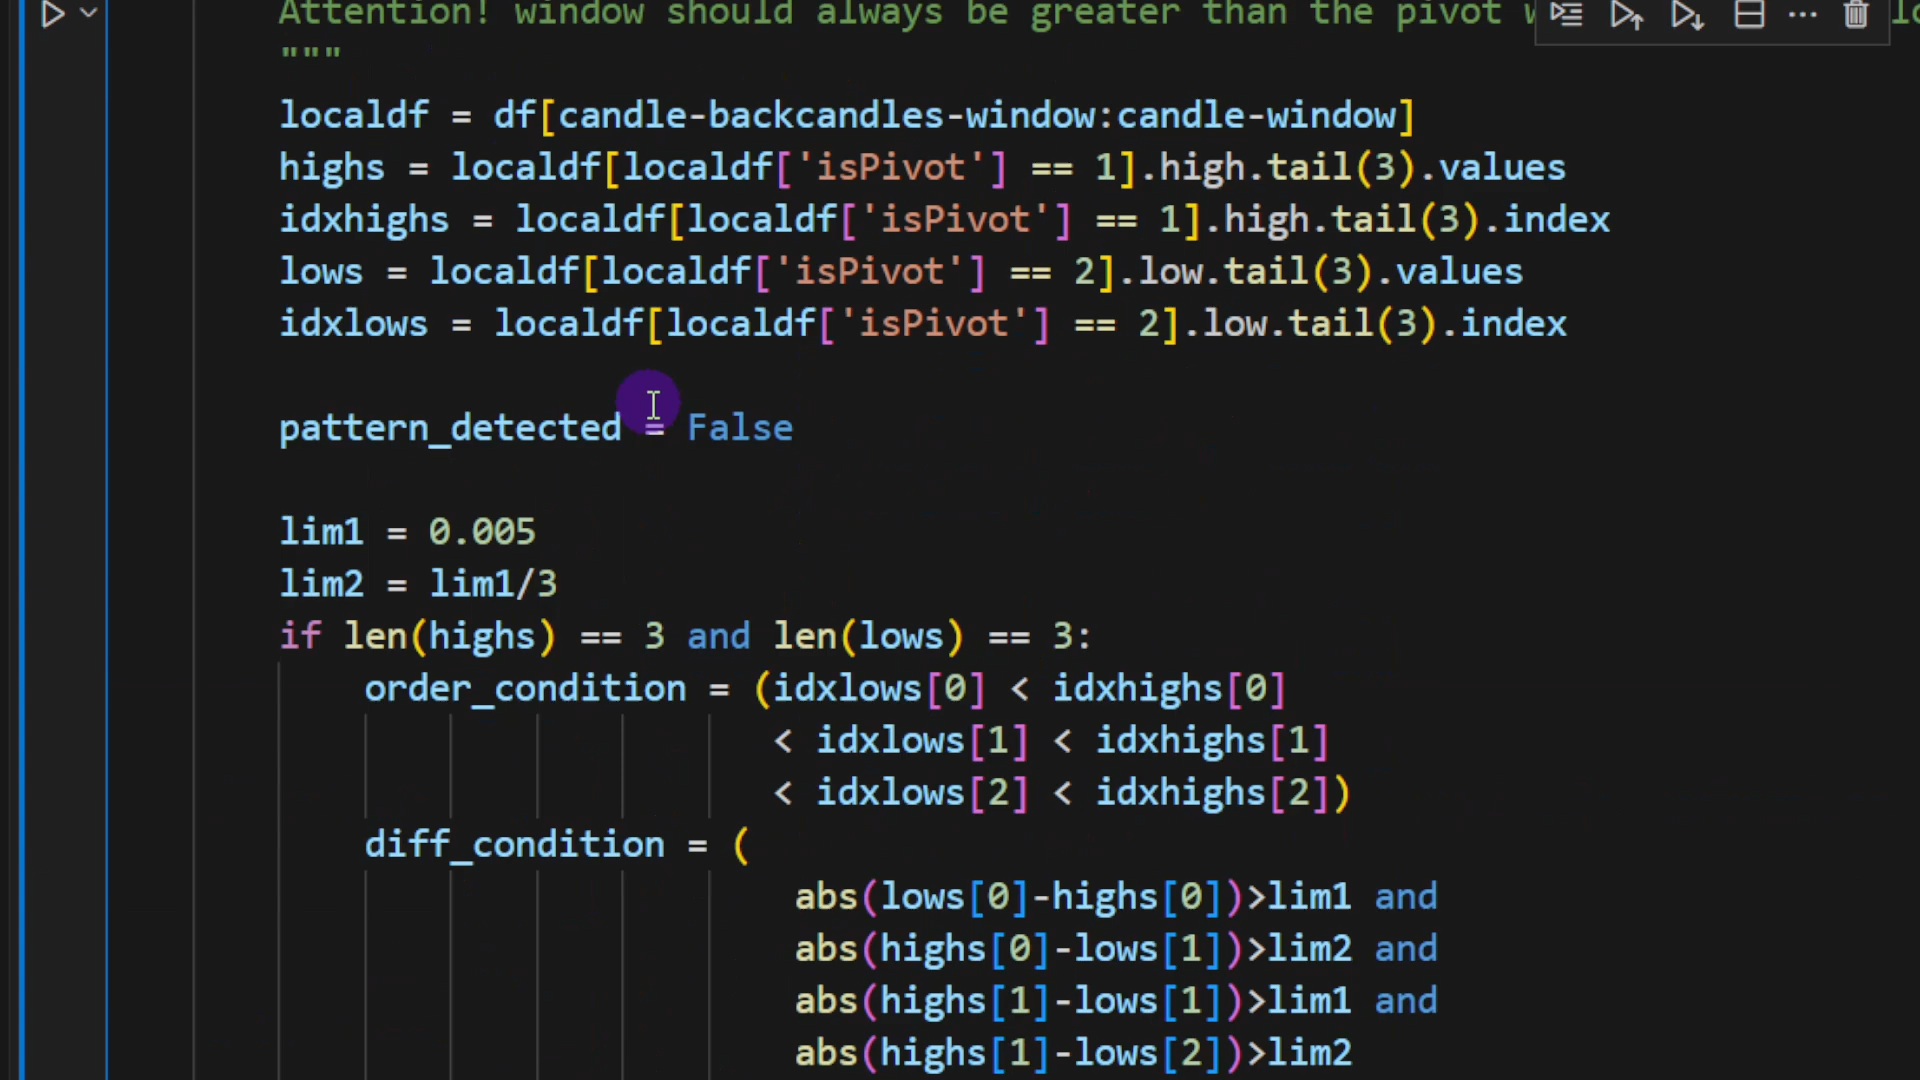 Attention! window should always be greater than the pivot
"""
localdf = df[candle-backcandles-window:candle-window]
highs = localdf[localdf['isPivot'] == 1].high.tail(3).values
idxhighs = localdf[localdf['isPivot'] == 1].high.tail(3).index
lows = localdf[localdf['isPivot'] == 2].low.tail(3).values
idxlows = localdf[localdf['isPivot'] == 2].low.tail(3).index
pattern_detected = False
lim1 = 0.005
lim2 = lim1/3
if len(highs) == 3 and len(lows) == 3:
order_condition = (idxlows[0] < idxhighs[0]
< idxlows[1] < idxhighs[1]
< idxlows[2] < idxhighs[2])
diff_condition = (
abs(lows[0]-highs[0])>lim1 and
abs(highs[0]-lows[1])>lim2 and
abs(highs[1]-lows[1])>lim1 and
abs(highs[1]-lows[2])>lim2